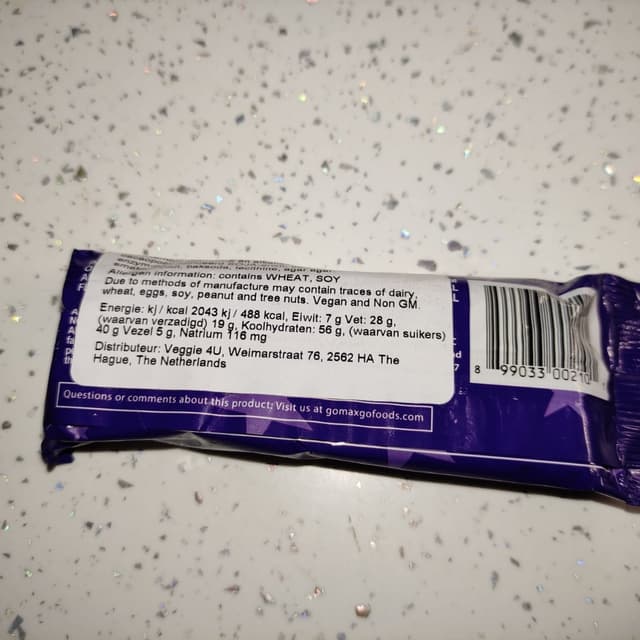 Allergen information: contains WHEAT, SOY
Due to methods of manufacture may contain traces of dairy,
wheat, eggs, soy, peanut and tree nuts. Vegan and Non GM.
Energie: kj / kcal 2043 kj / 488 kcal, Eiwit: 7 g Vet: 28 g,
(waarvan verzadigd) 19 g, Koolhydraten: 56 g, (waarvan suikers)
40 g Vezel 5 g, Natrium 116 mg
Distributeur: Veggie 4U, Weimarstraat 76, 2562 HA The
Hague, The Netherlands
Questions or comments about this product? Visit us at gomaxgofoods.com
8 99033 00210